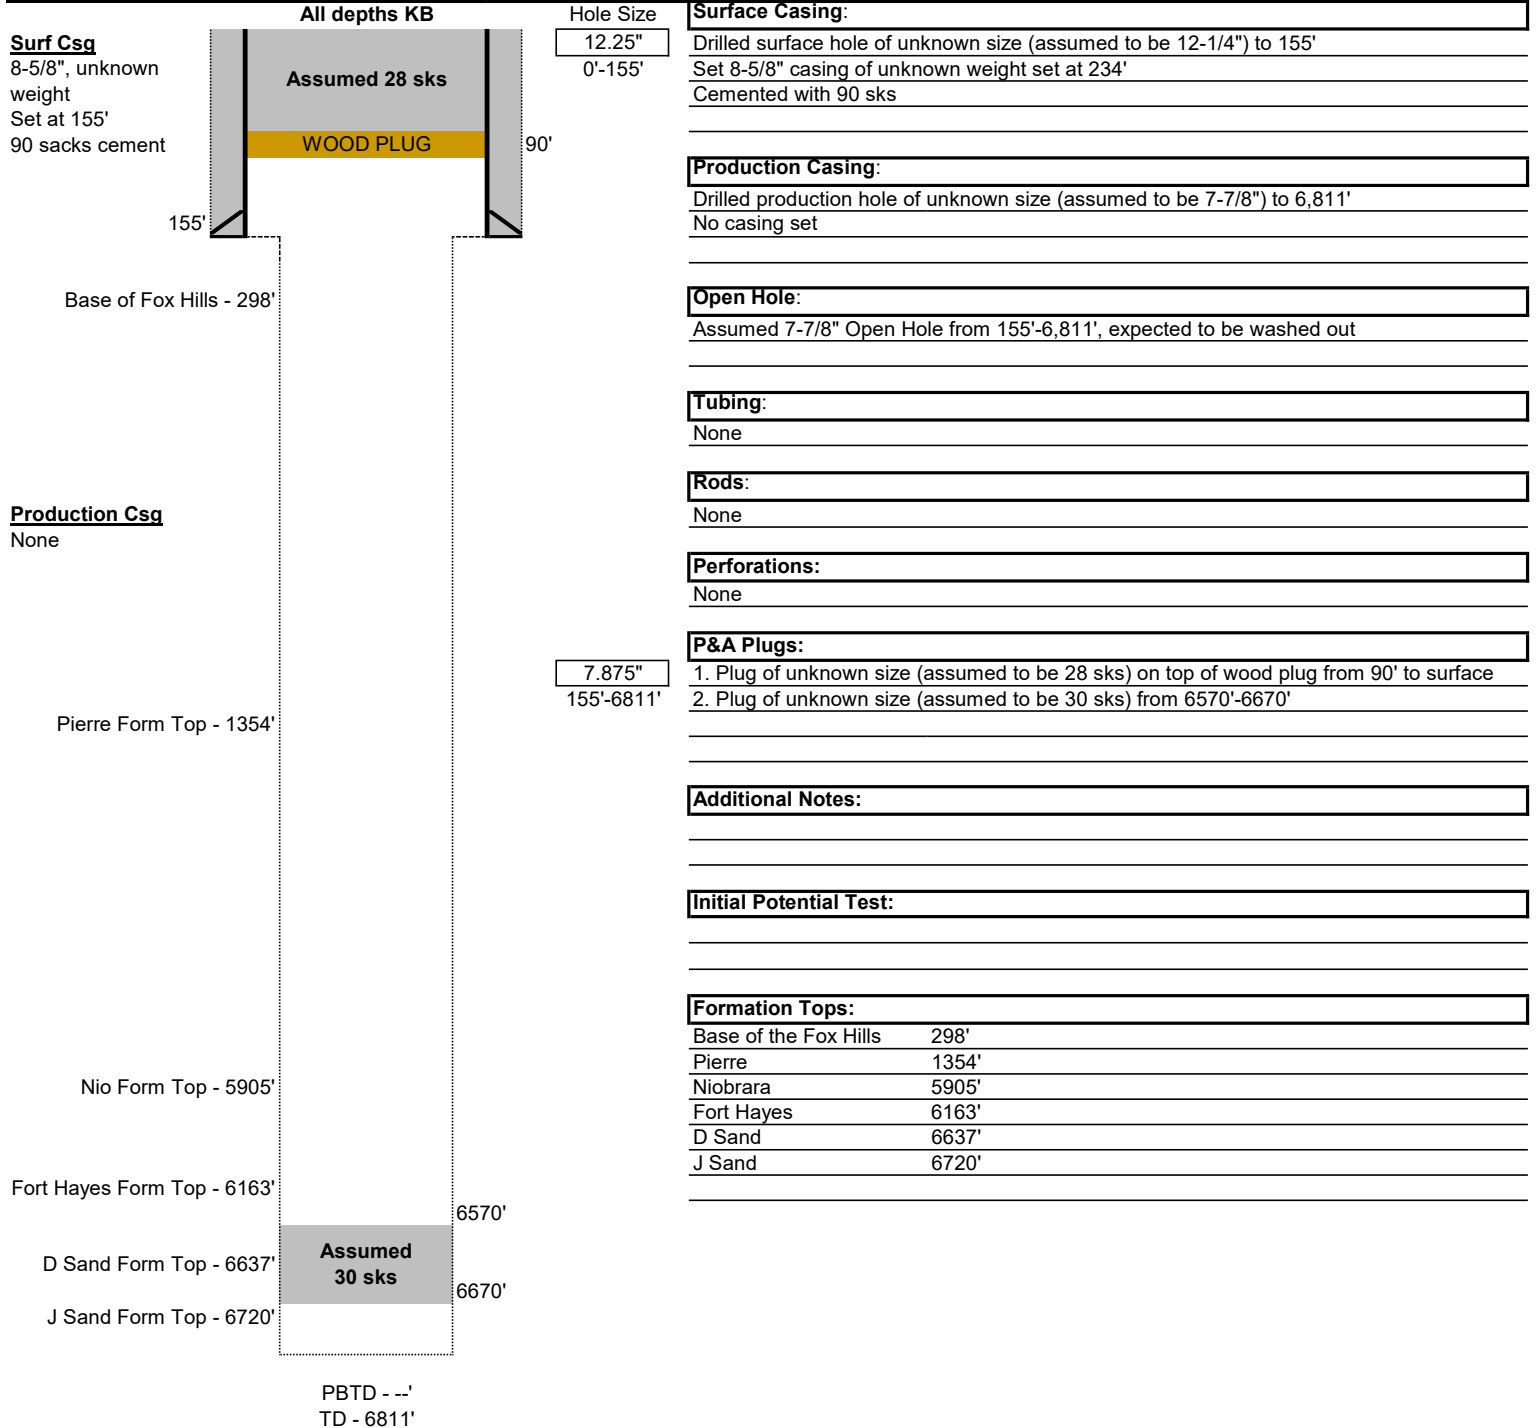 All depths KB
Hole Size
Surf Csg
8-5/8", unknown
weight
Set at 155'
90 sacks cement
Assumed 28 sks
WOOD PLUG
90'
12.25"
0'-155'
155'
Base of Fox Hills - 298'
Production Csg
None
7.875"
155'-6811'
Pierre Form Top - 1354'
Nio Form Top - 5905'
Fort Hayes Form Top - 6163'
6570'
D Sand Form Top - 6637'
Assumed
30 sks
6670'
J Sand Form Top - 6720'
PBTD - --'
TD - 6811'
Surface Casing:
Drilled surface hole of unknown size (assumed to be 12-1/4") to 155'
Set 8-5/8" casing of unknown weight set at 234'
Cemented with 90 sks
Production Casing:
Drilled production hole of unknown size (assumed to be 7-7/8") to 6,811'
No casing set
Open Hole:
Assumed 7-7/8" Open Hole from 155'-6,811', expected to be washed out
Tubing:
None
Rods:
None
Perforations:
None
P&A Plugs:
1. Plug of unknown size (assumed to be 28 sks) on top of wood plug from 90' to surface
2. Plug of unknown size (assumed to be 30 sks) from 6570'-6670'
Additional Notes:
Initial Potential Test:
Formation Tops:
Base of the Fox Hills 298'
Pierre 1354'
Niobrara 5905'
Fort Hayes 6163'
D Sand 6637'
J Sand 6720'